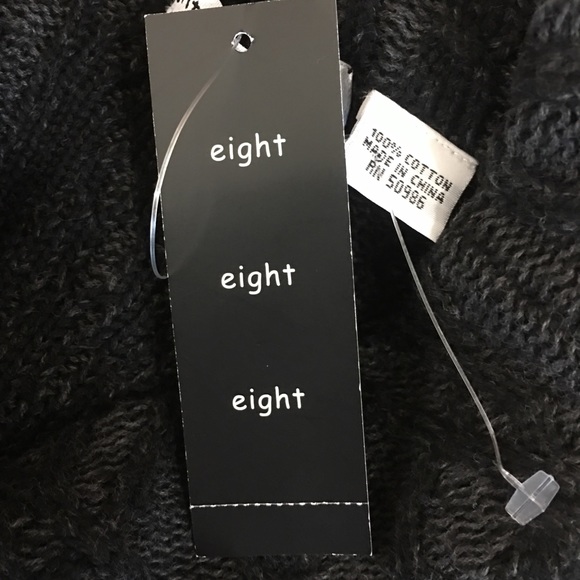 eight
eight
eight
100% COTTON
MADE IN CHINA
RN 50986